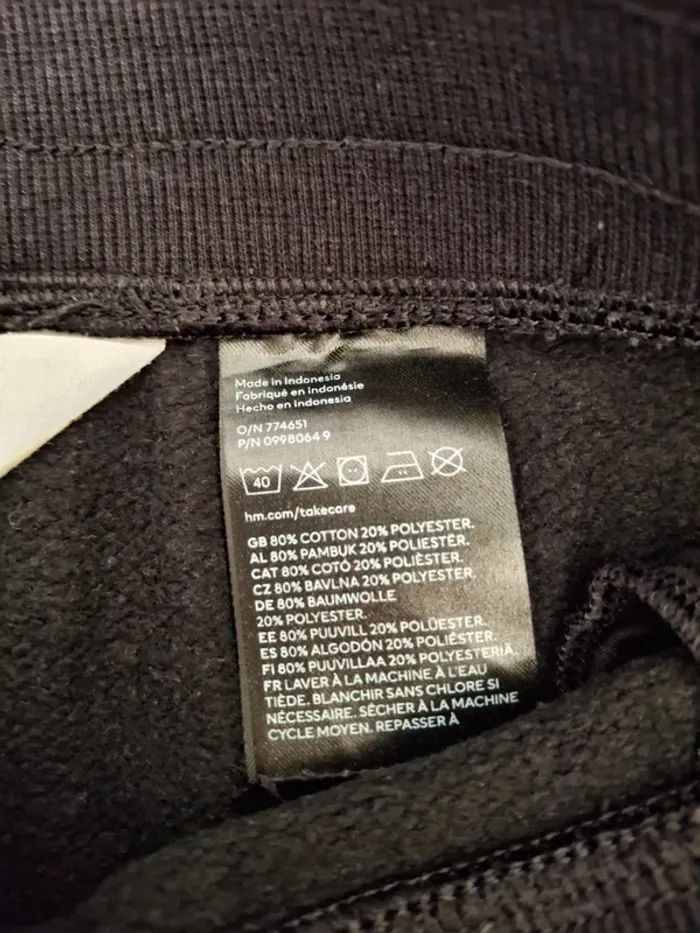 Made in Indonesia
Fabriqué en Indonésie
Hecho en Indonesia
O/N 774651
P/N 0998064 9
40
hm.com/takecare
GB 80% COTTON 20% POLYESTER.
AL 80% PAMBUK 20% POLIESTËR.
CAT 80% COTÓ 20% POLIÈSTER.
CZ 80% BAVLNA 20% POLYESTER.
DE 80% BAUMWOLLE
20% POLYESTER.
EE 80% PUUVILL 20% POLÜESTER.
ES 80% ALGODÓN 20% POLIÉSTER.
FI 80% PUUVILLAA 20% POLYESTERIÄ.
FR LAVER À LA MACHINE À L'EAU
TIÈDE, BLANCHIR SANS CHLORE SI
NÉCESSAIRE. SÉCHER À LA MACHINE
CYCLE MOYEN. REPASSER À